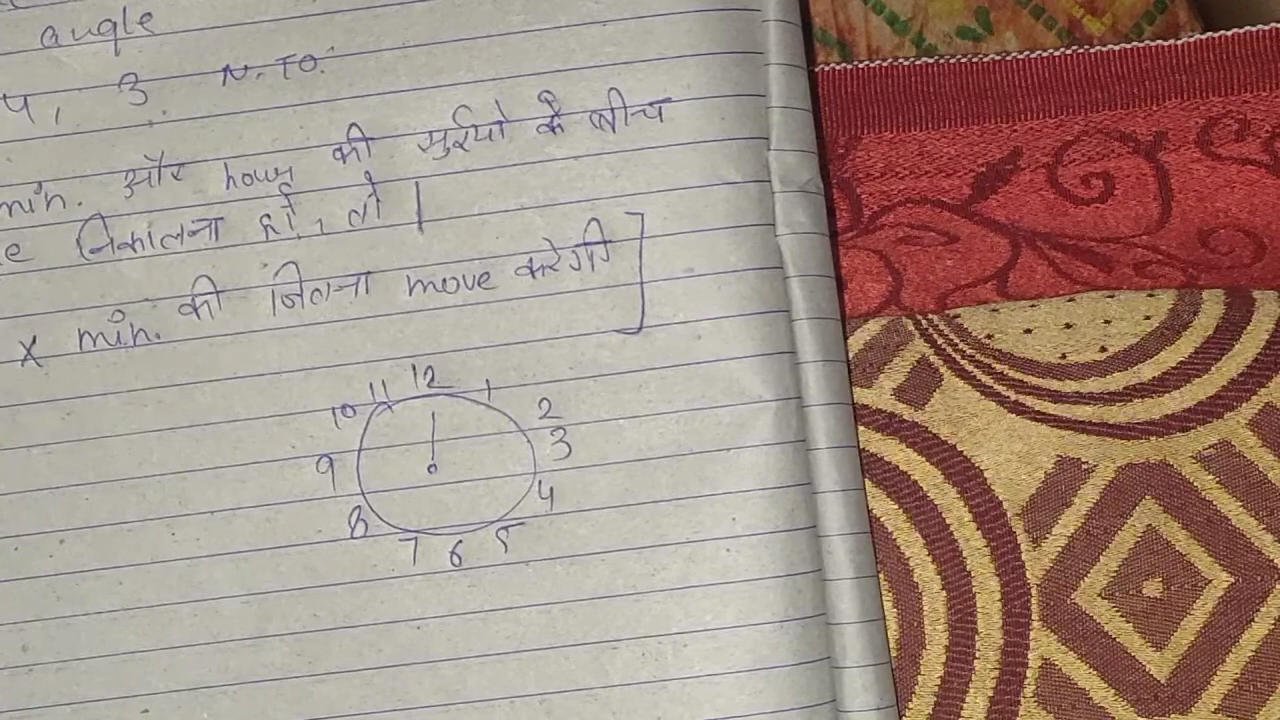 angle
4, 3 N.TO.
min. और hour की सुईयो के बीच
e निकालना हो, तो |
x min. की जितना move करेगी ]
12
11 1
10 2
3
9
4
8
7 6 5